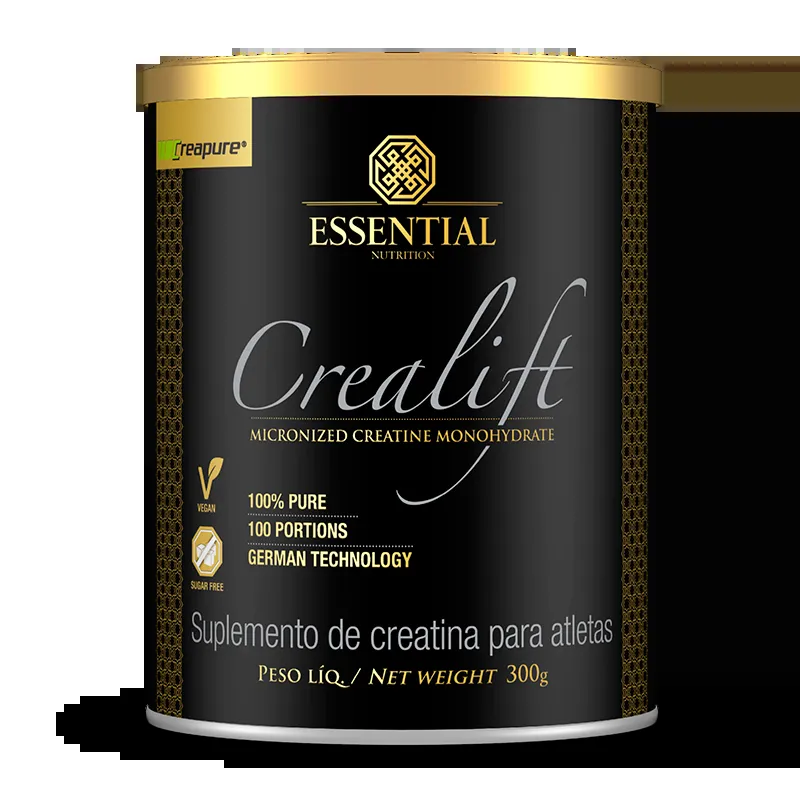 Creapure®
ESSENTIAL
NUTRITION
Crealift
MICRONIZED CREATINE MONOHYDRATE
VEGAN
100% PURE
100 PORTIONS
GERMAN TECHNOLOGY
SUGAR FREE
Suplemento de creatina para atletas
PESO LÍQ. / NET WEIGHT 300g